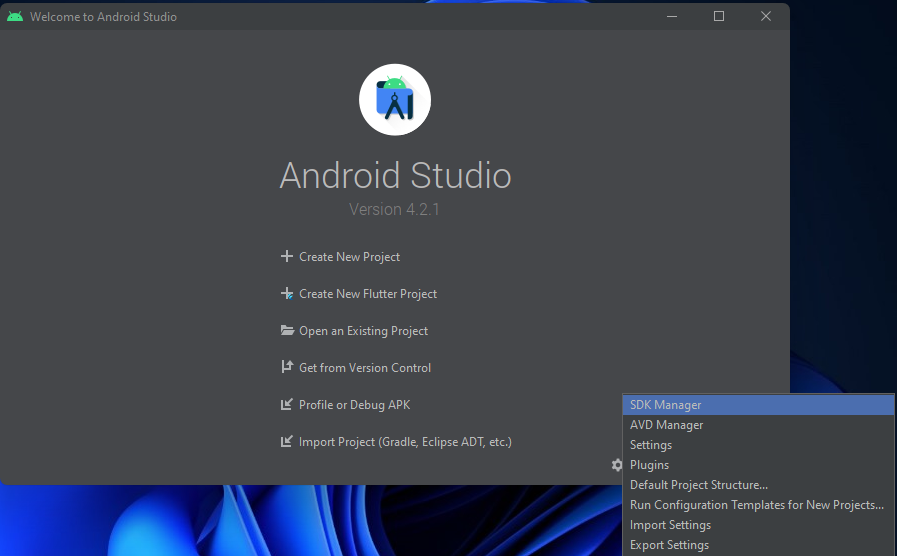 Welcome to Android Studio
Android Studio
Version 4.2.1
Create New Project
Create New Flutter Project
Open an Existing Project
Get from Version Control
Profile or Debug APK
Import Project (Gradle, Eclipse ADT, etc.)
SDK Manager
AVD Manager
Settings
Plugins
Default Project Structure...
Run Configuration Templates for New Projects...
Import Settings
Export Settings